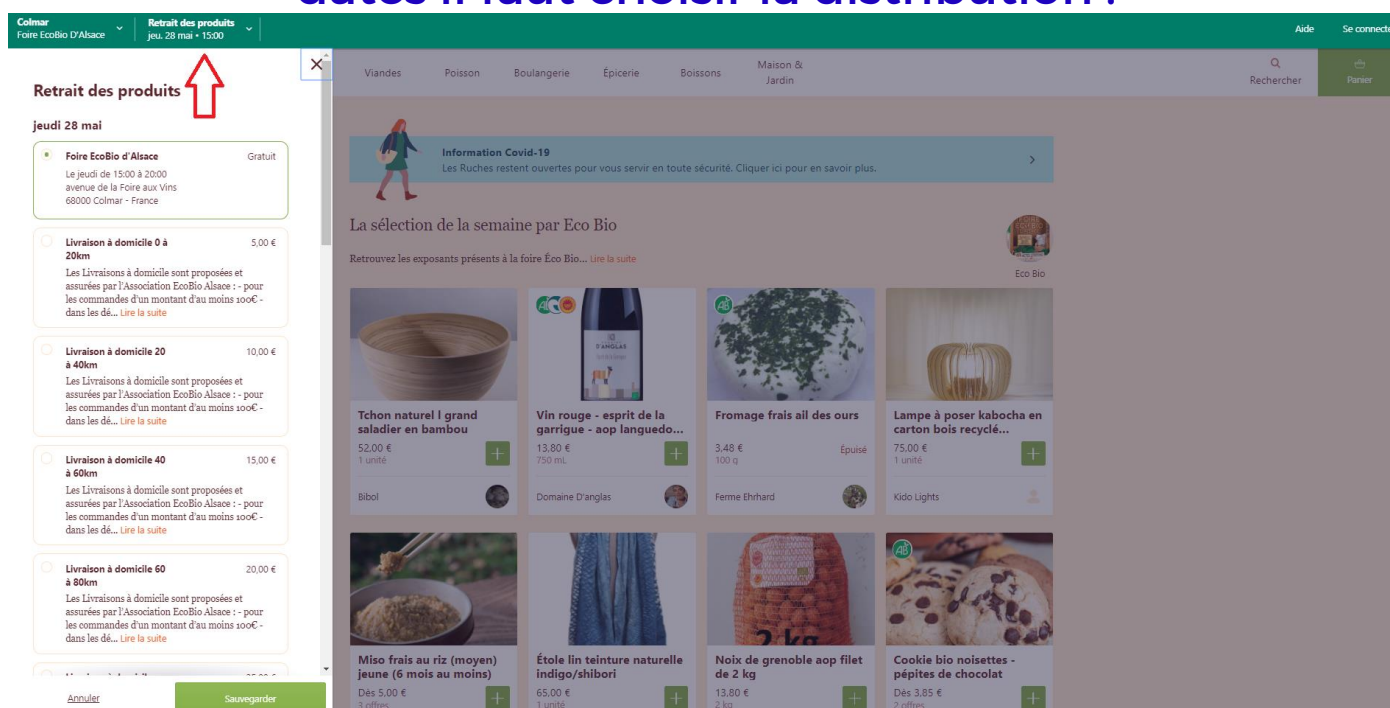 dates il faut choisir la distribution !
Colmar
Foire EcoBio D'Alsace
Retrait des produits
jeu. 28 mai • 15:00
Aide
Se connecte
Retrait des produits
jeudi 28 mai
Foire EcoBio d'Alsace
Gratuit
Le jeudi de 15:00 à 20:00
avenue de la Foire aux Vins
68000 Colmar - France
Livraison à domicile 0 à
5,00 €
20km
Les Livraisons à domicile sont proposées et
assurées par l'Association EcoBio Alsace : - pour
les commandes d'un montant d'au moins 100€ -
dans les dé... Lire la suite
Livraison à domicile 20
10,00 €
à 40km
Les Livraisons à domicile sont proposées et
assurées par l'Association EcoBio Alsace : - pour
les commandes d'un montant d'au moins 100€ -
dans les dé... Lire la suite
Livraison à domicile 40
15,00 €
à 60km
Les Livraisons à domicile sont proposées et
assurées par l'Association EcoBio Alsace : - pour
les commandes d'un montant d'au moins 100€ -
dans les dé... Lire la suite
Livraison à domicile 60
20,00 €
à 80km
Les Livraisons à domicile sont proposées et
assurées par l'Association EcoBio Alsace : - pour
les commandes d'un montant d'au moins 100€ -
dans les dé... Lire la suite
Annuler
Sauvegarder
Viandes
Poisson
Boulangerie
Épicerie
Boissons
Maison &
Jardin
Rechercher
Panier
Information Covid-19
Les Ruches restent ouvertes pour vous servir en toute sécurité. Cliquer ici pour en savoir plus.
La sélection de la semaine par Eco Bio
Retrouvez les exposants présents à la foire Éco Bio... Lire la suite
Eco Bio
D'ANGLAS
AB
Tchon naturel l grand
saladier en bambou
52,00 €
1 unité
Bibol
Vin rouge - esprit de la
garrigue - aop languedo...
13,80 €
750 mL
Domaine D'anglas
Fromage frais ail des ours
3,48 €
Épuisé
100 g
Ferme Ehrhard
Lampe à poser kabocha en
carton bois recyclé...
75,00 €
1 unité
Kido Lights
2 kg
AB
Miso frais au riz (moyen)
jeune (6 mois au moins)
Dès 5,00 €
3 offres
Étole lin teinture naturelle
indigo/shibori
65,00 €
1 unité
Noix de grenoble aop filet
de 2 kg
13,80 €
2 kg
Cookie bio noisettes -
pépites de chocolat
Dès 3,85 €
2 offres